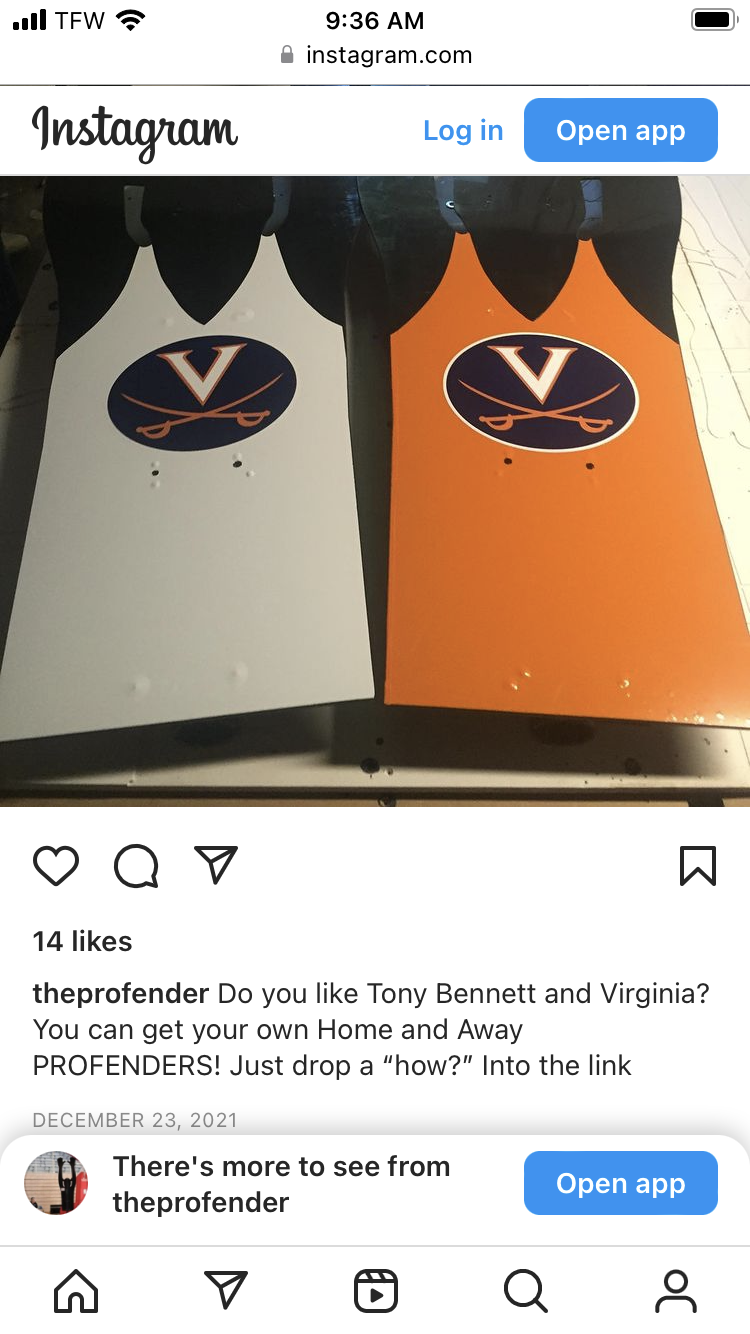 TFW
9:36 AM
instagram.com
Instagram
Log in
Open app
V
V
14 likes
theprofender Do you like Tony Bennett and Virginia?
You can get your own Home and Away
PROFENDERS! Just drop a “how?” Into the link
DECEMBER 23, 2021
There's more to see from
theprofender
Open app